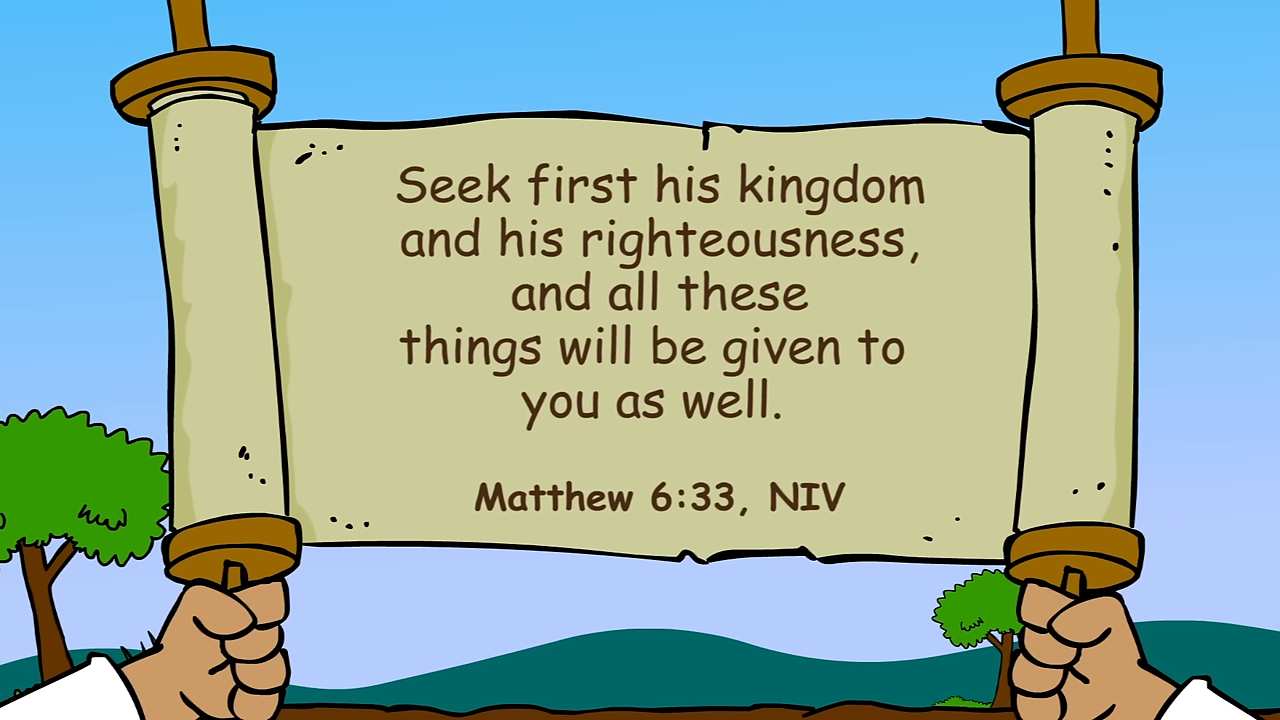 Seek first his kingdom
and his righteousness,
and all these
things will be given to
you as well.
Matthew 6:33, NIV